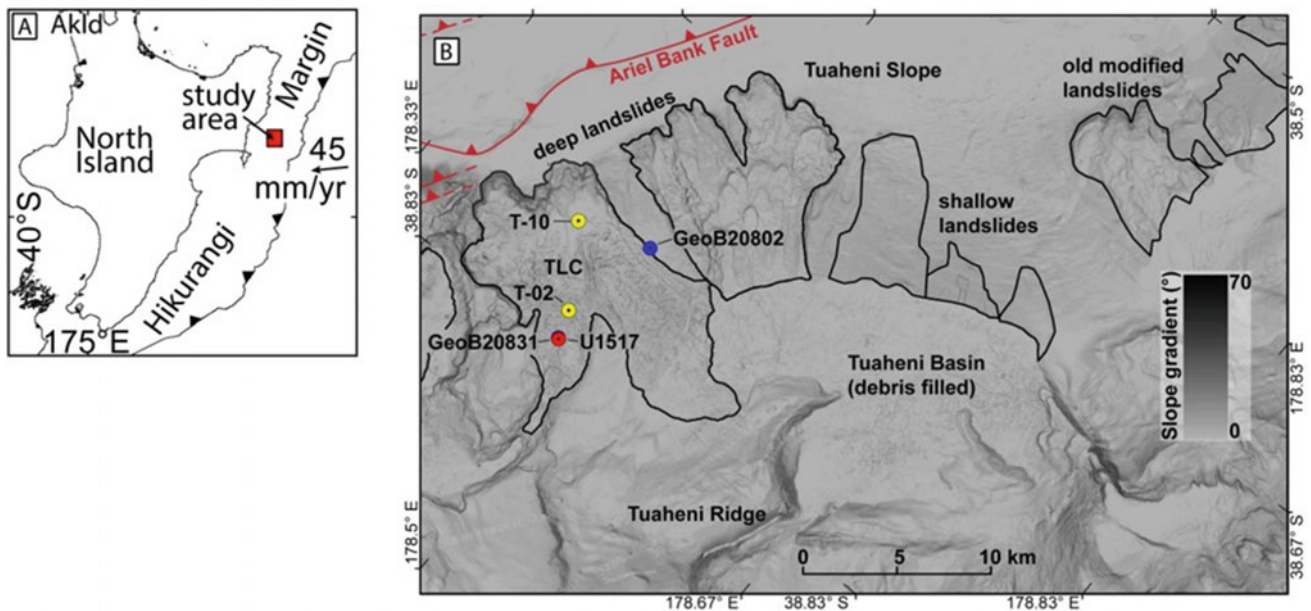 A
Akld
Margin
study
area
North
Island
45
mm/yr
40°S
Hikurangi
175°E
B
Ariel Bank Fault
Tuaheni Slope
old modified
landslides
deep landslides
178.33° E
38.83° S
38.5° S
T-10
GeoB20802
shallow
landslides
TLC
T-02
GeoB20831
U1517
Tuaheni Basin
(debris filled)
Slope gradient (°)
70
0
178.83° E
Tuaheni Ridge
178.5° E
0
5
10 km
38.67° S
178.67° E
38.83° S
178.83° E